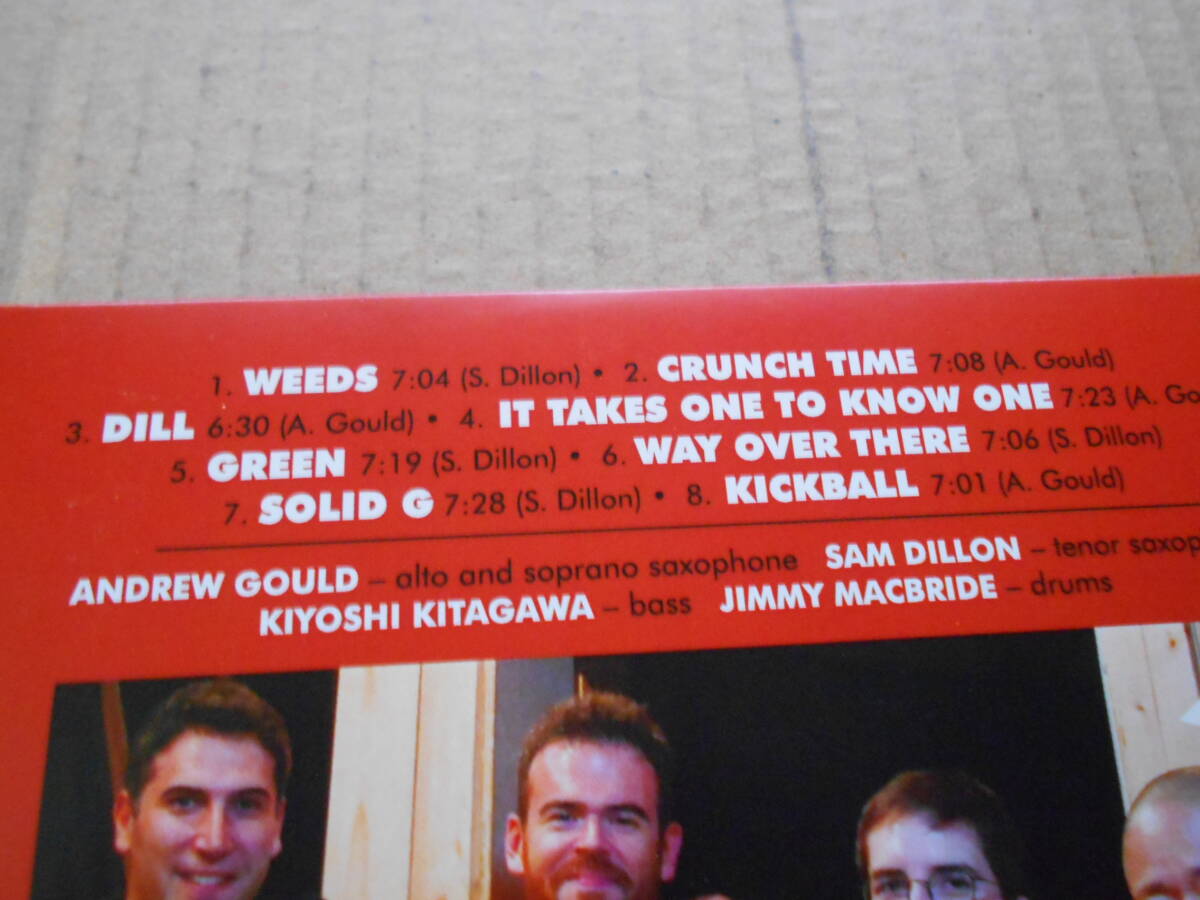 1. WEEDS 7:04 (S. Dillon) • 2. CRUNCH TIME 7:08 (A. Gould)
3. DILL 6:30 (A. Gould) • 4. IT TAKES ONE TO KNOW ONE 7:23 (A. Go
5. GREEN 7:19 (S. Dillon) • 6. WAY OVER THERE 7:06 (S. Dillon)
7. SOLID G 7:28 (S. Dillon) • 8. KICKBALL 7:01 (A. Gould)
ANDREW GOULD – alto and soprano saxophone SAM DILLON – tenor saxop
KIYOSHI KITAGAWA – bass JIMMY MACBRIDE – drums